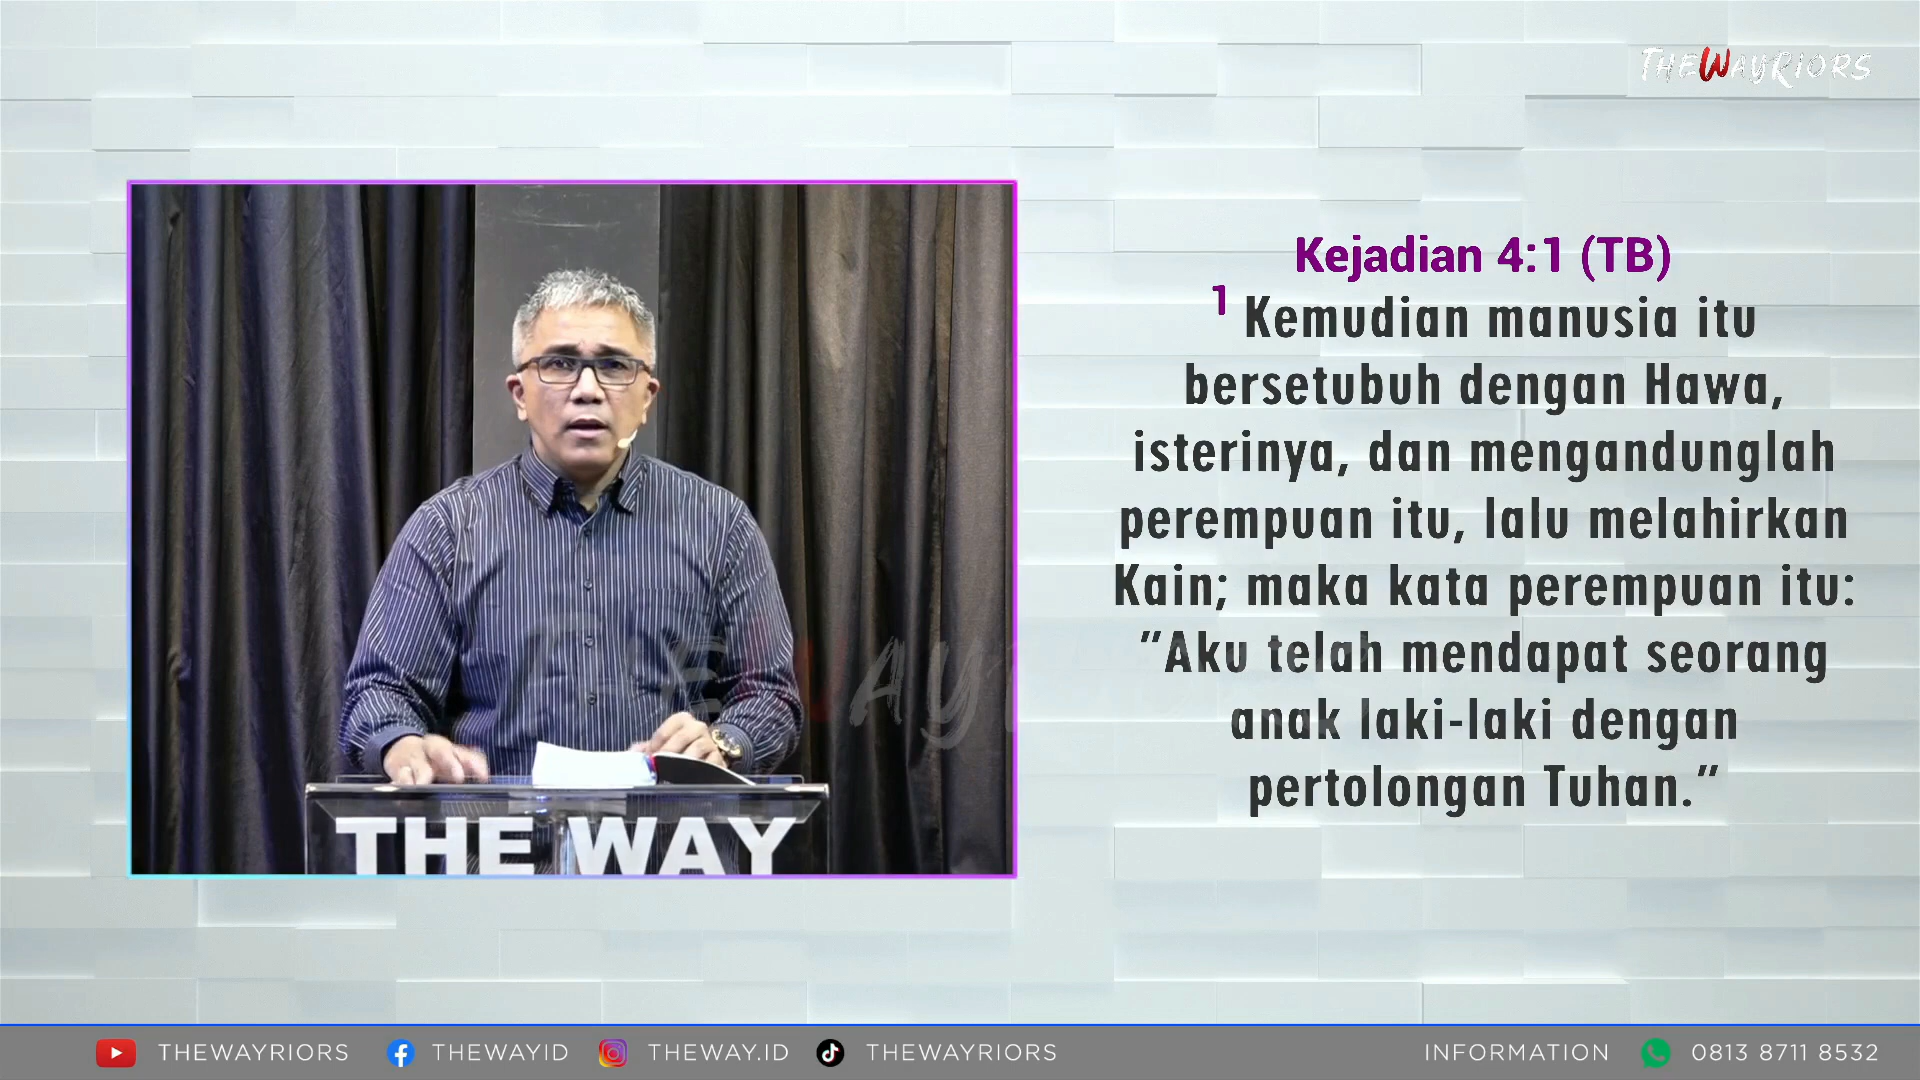 THEWAYRIORS
Kejadian 4:1 (TB)
1 Kemudian manusia itu
bersetubuh dengan Hawa,
isterinya, dan mengandunglah
perempuan itu, lalu melahirkan
Kain; maka kata perempuan itu:
"Aku telah mendapat seorang
anak laki-laki dengan
pertolongan Tuhan."
THEWAY
THE WAY
THEWAYRIORS THEWAYID THEWAY.ID THEWAYRIORS INFORMATION 0813 8711 8532